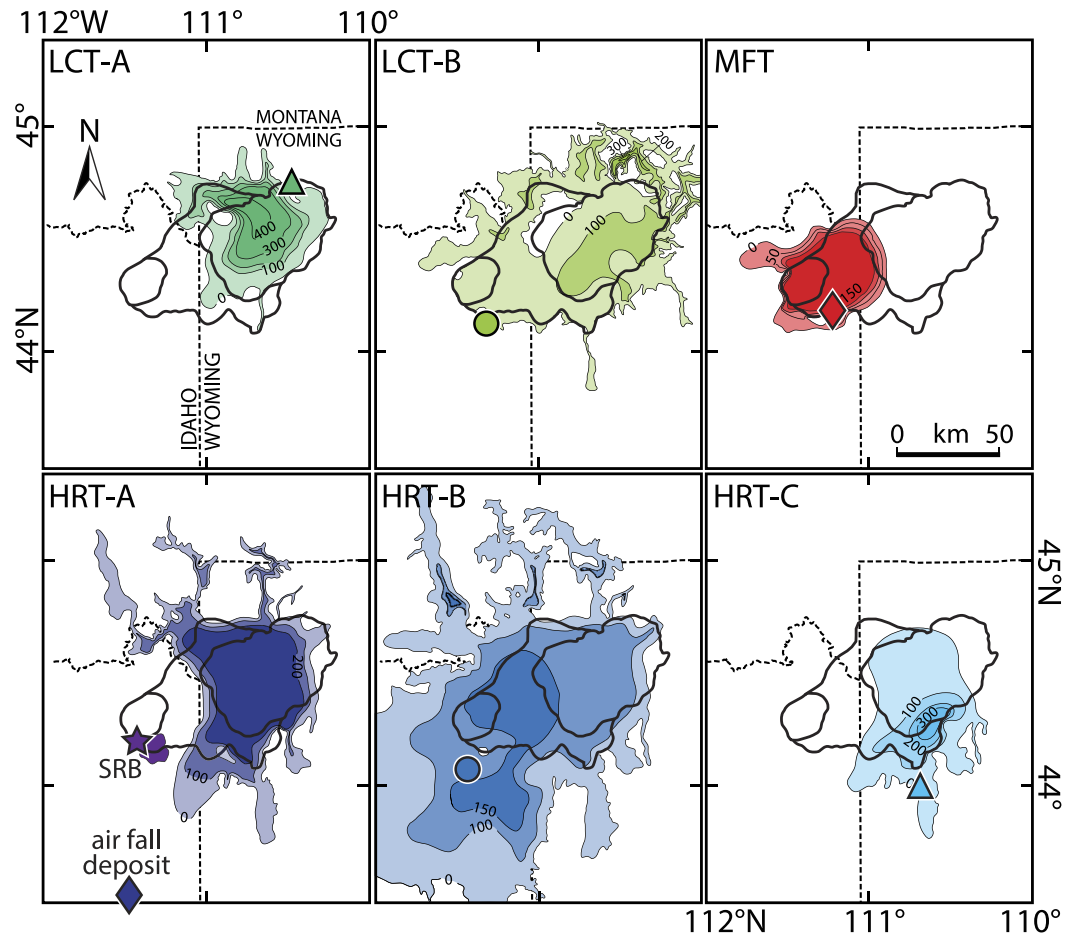 112°W 111° 110°
LCT-A
LCT-B
MFT
45°
N
MONTANA
WYOMING
400
300
100
0
44°N
IDAHO
WYOMING
200
300
0
100
0
50
150
0 km 50
HRT-A
HRT-B
HRT-C
45°N
200
SRB
100
0
air fall
deposit
150
100
0
100
300
200
0
44°
112°N 111° 110°